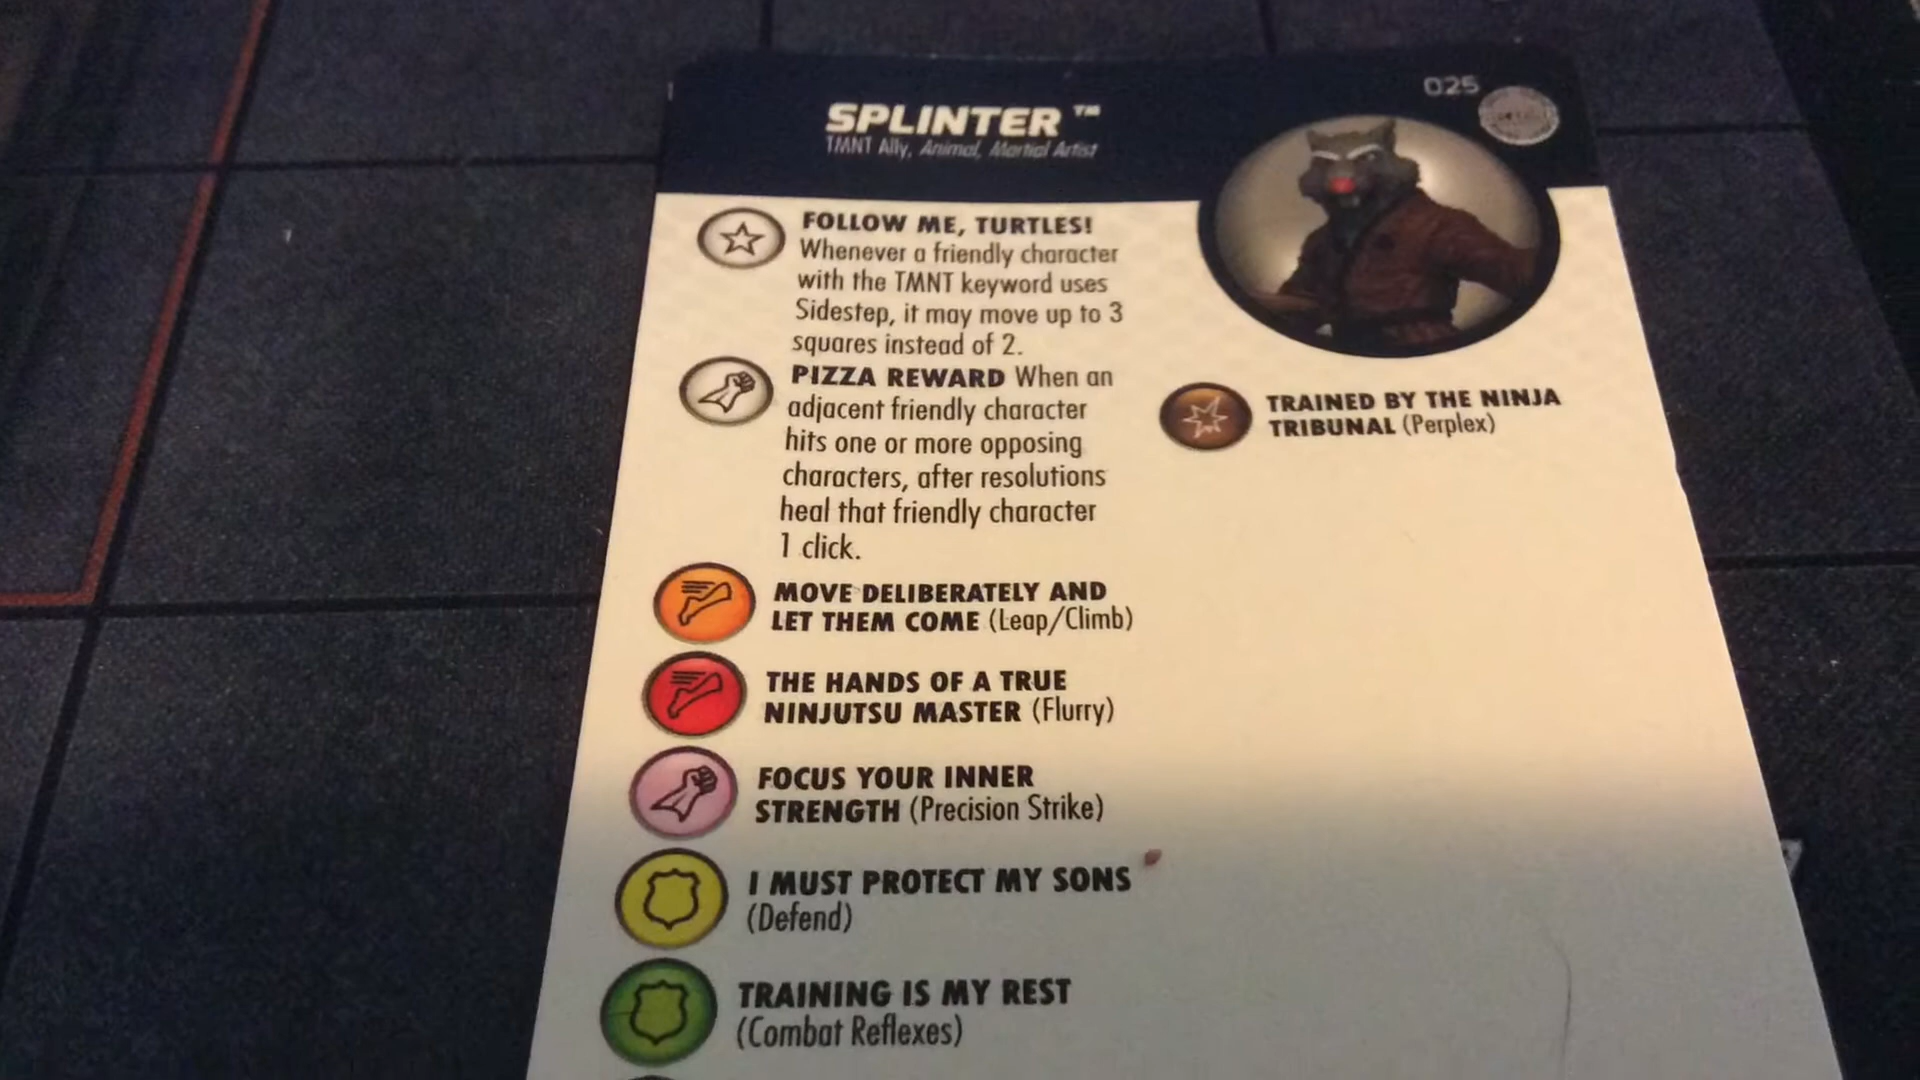 025
SPLINTER™
TMNT Ally, Animal, Martial Artist
FOLLOW ME, TURTLES!
Whenever a friendly character
with the TMNT keyword uses
Sidestep, it may move up to 3
squares instead of 2.
PIZZA REWARD When an
adjacent friendly character
hits one or more opposing
characters, after resolutions
heal that friendly character
1 click.
MOVE DELIBERATELY AND
LET THEM COME (Leap/Climb)
THE HANDS OF A TRUE
NINJUTSU MASTER (Flurry)
FOCUS YOUR INNER
STRENGTH (Precision Strike)
I MUST PROTECT MY SONS
(Defend)
TRAINING IS MY REST
(Combat Reflexes)
TRAINED BY THE NINJA
TRIBUNAL (Perplex)